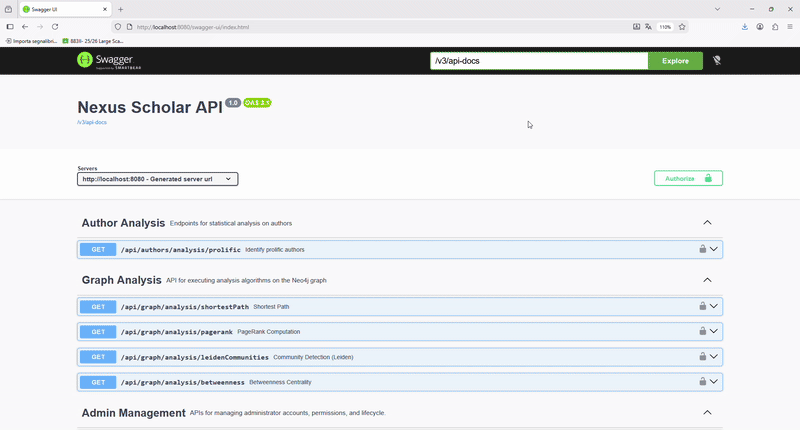 Swagger UI
http://localhost:8080/swagger-ui/index.html
110%
Importa segnalibri...
883II - 25/26 Large Sca...
Swagger
Supported by SMARTBEAR
/v3/api-docs
Explore
Nexus Scholar API 1.0 OAS 3.1
/v3/api-docs
Servers
http://localhost:8080 - Generated server url
Authorize
Author Analysis Endpoints for statistical analysis on authors
GET /api/authors/analysis/prolific Identify prolific authors
Graph Analysis API for executing analysis algorithms on the Neo4j graph
GET /api/graph/analysis/shortestPath Shortest Path
GET /api/graph/analysis/pagerank PageRank Computation
GET /api/graph/analysis/leidenCommunities Community Detection (Leiden)
GET /api/graph/analysis/betweenness Betweenness Centrality
Admin Management APIs for managing administrator accounts, permissions, and lifecycle.